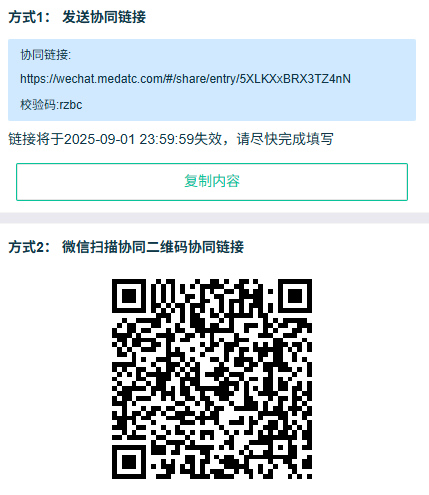 方式1： 发送协同链接
协同链接:
https://wechat.medatc.com/#/share/entry/5XLKXxBRX3TZ4nN
校验码:rzbc
链接将于2025-09-01 23:59:59失效，请尽快完成填写
复制内容
方式2： 微信扫描协同二维码协同链接